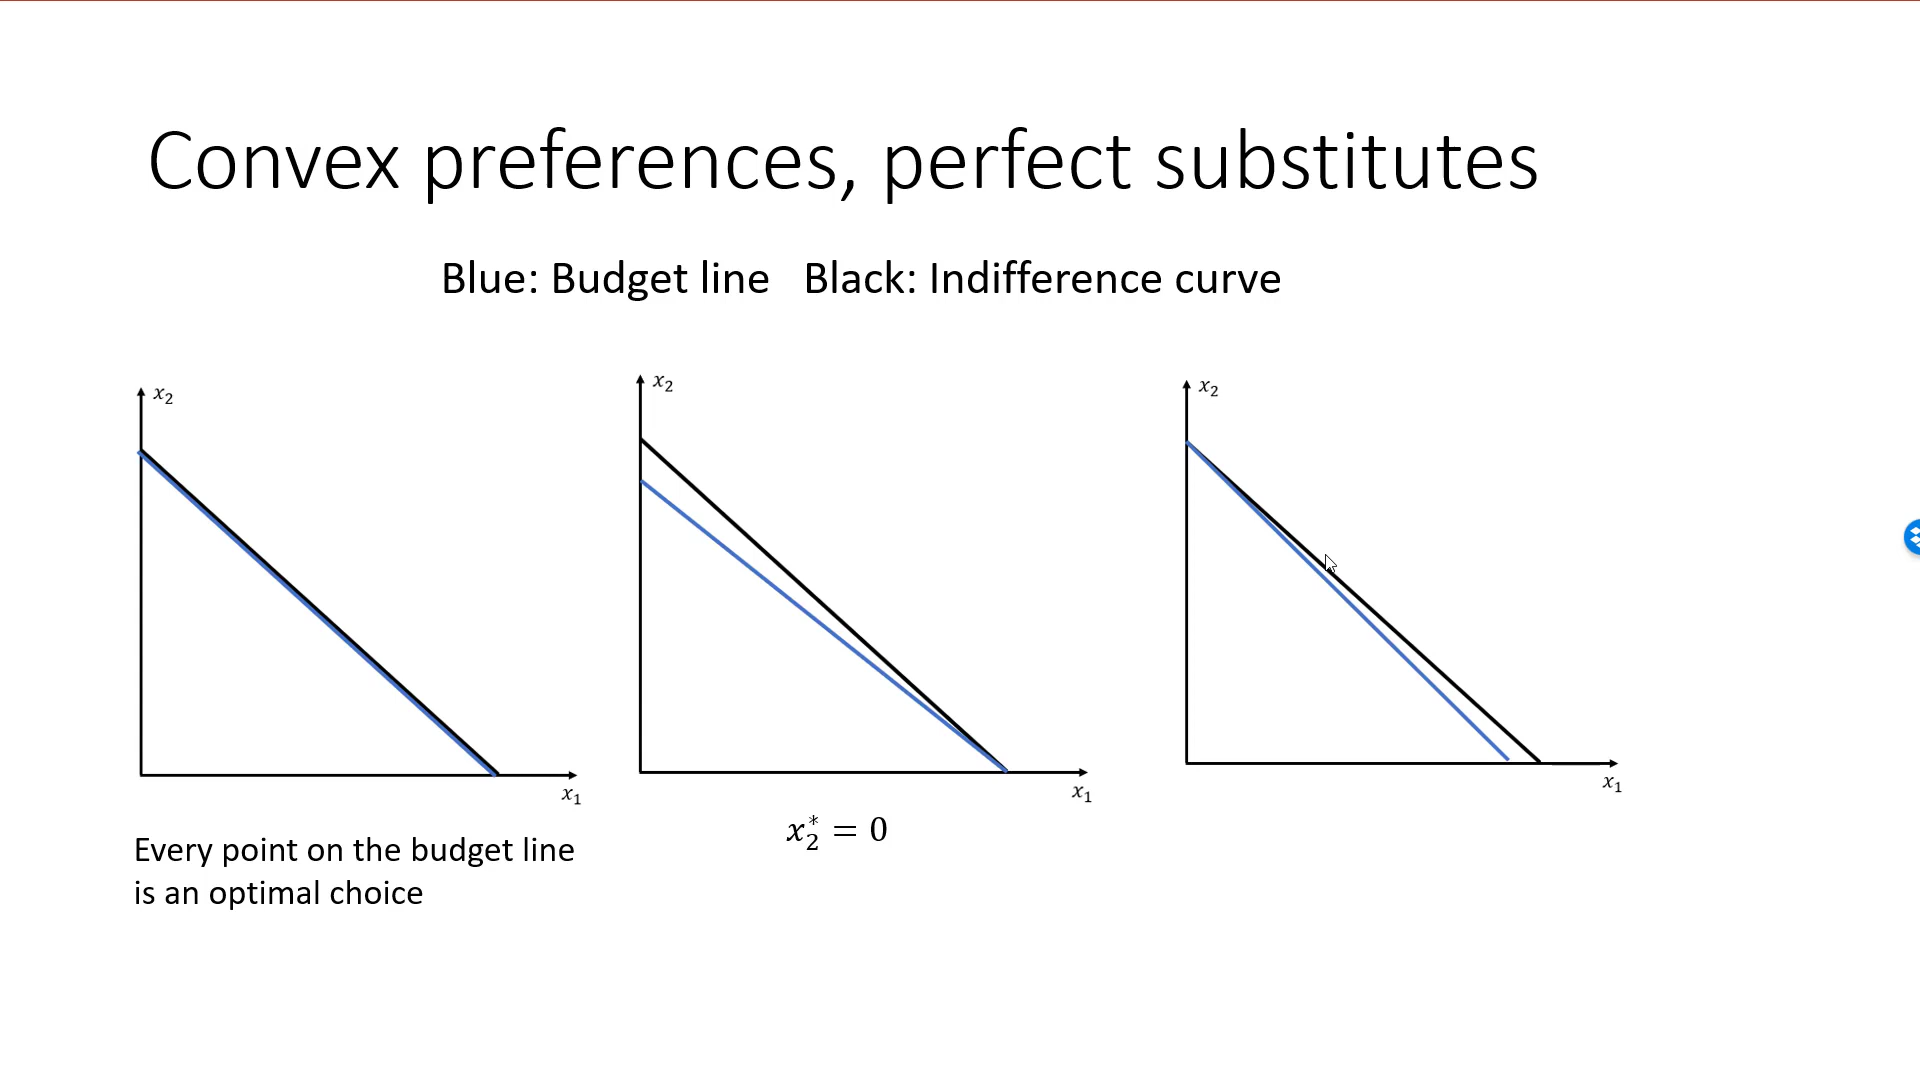 Convex preferences, perfect substitutes
Blue: Budget line Black: Indifference curve
x₂
x₁
Every point on the budget line
is an optimal choice
x₂
x₁
x₂* = 0
x₂
x₁